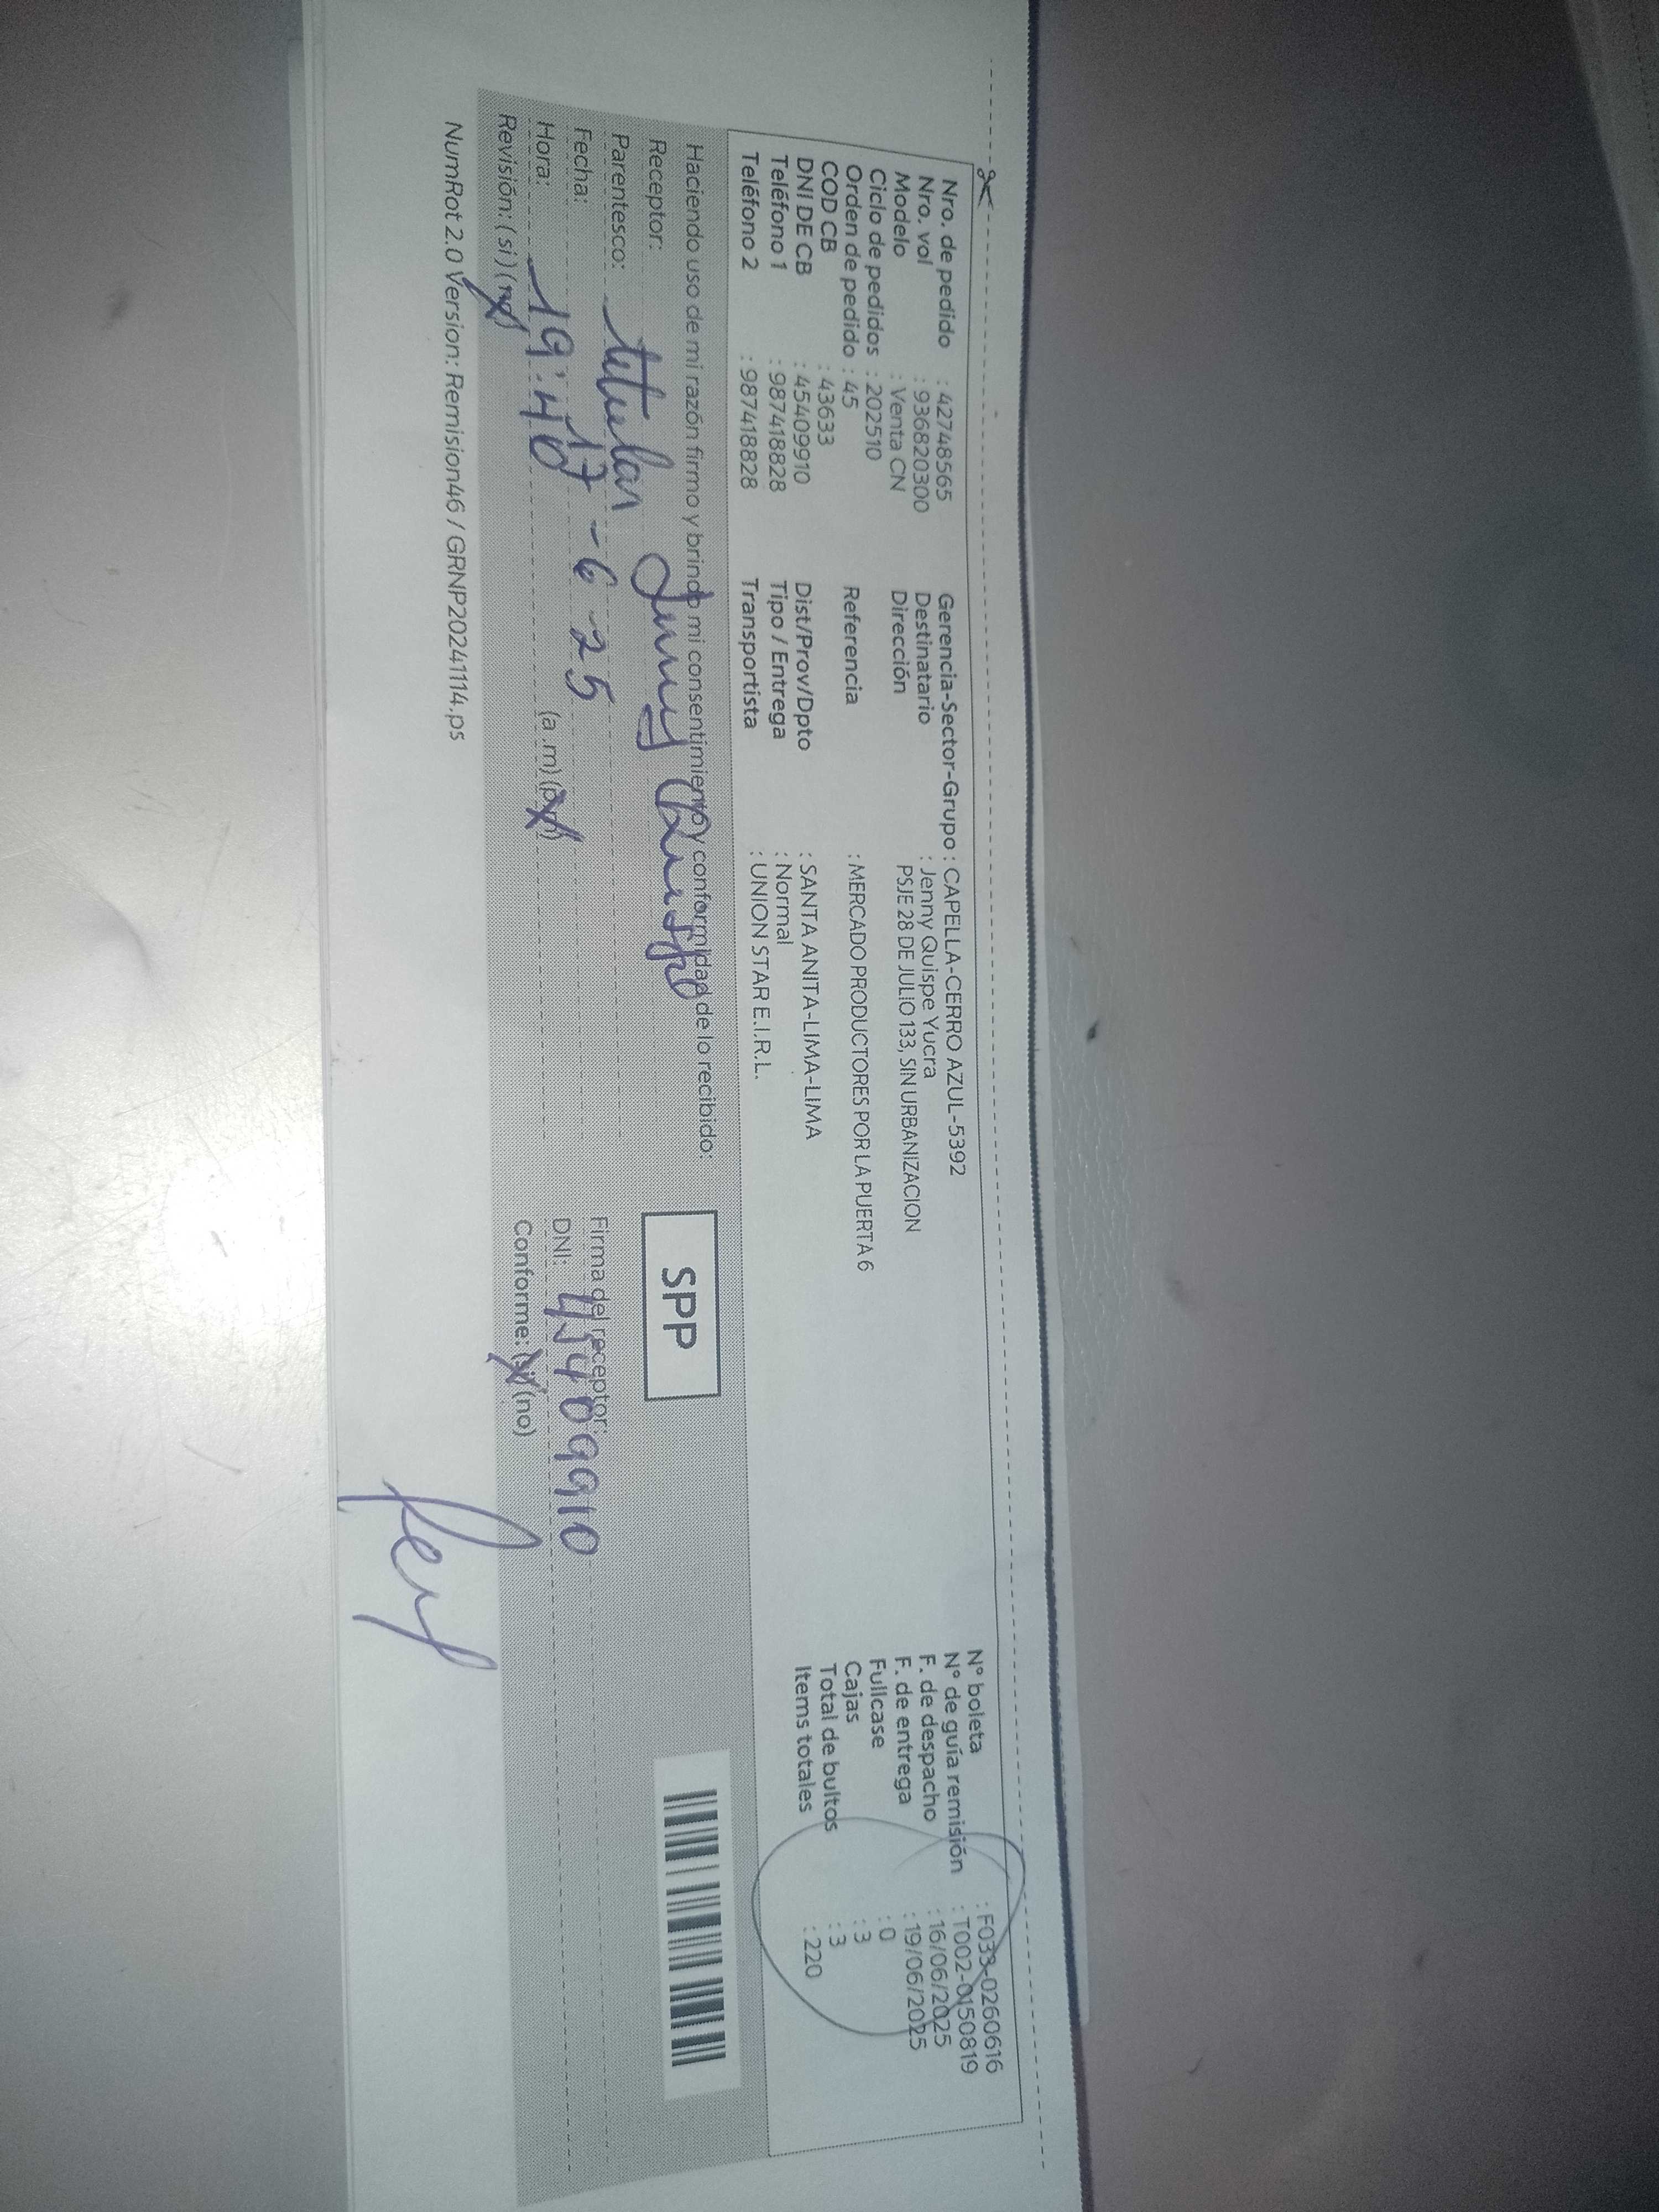 Nro. de pedido : 42748565
Nro. vol : 936820300
Modelo : Venta CN
Ciclo de pedidos : 202510
Orden de pedido : 45
COD CB : 43633
DNI DE CB : 45409910
Teléfono 1 : 987418828
Teléfono 2 : 987418828
Gerencia-Sector-Grupo : CAPELLA-CERRO AZUL-5392
Destinatario : Jenny Quispe Yucra
Dirección PSJE 28 DE JULIO 133, SIN URBANIZACION
Referencia : MERCADO PRODUCTORES POR LA PUERTA 6
Dist/Prov/Dpto : SANTA ANITA-LIMA-LIMA
Tipo / Entrega : Normal
Transportista : UNION STAR E.I.R.L.
N° boleta : F033-0260616
N° de guía remisión : T002-0150819
F. de despacho : 16/06/2025
F. de entrega : 19/06/2025
Fullcase : 0
Cajas : 3
Total de bultos : 3
Items totales : 220
Haciendo uso de mi razón firmo y brindo mi consentimiento y conformidad de lo recibido:
Receptor: Jenny Quispe
Parentesco: titular
Fecha: 17-6-25
Hora: 19:40 (a.m) (p.m)
Revisión: (si) (no)
SPP
Firma del receptor:
DNI: 45409910
Conforme: (si) (no)
NumRot 2.0 Version: Remision46 / GRNP20241114.ps